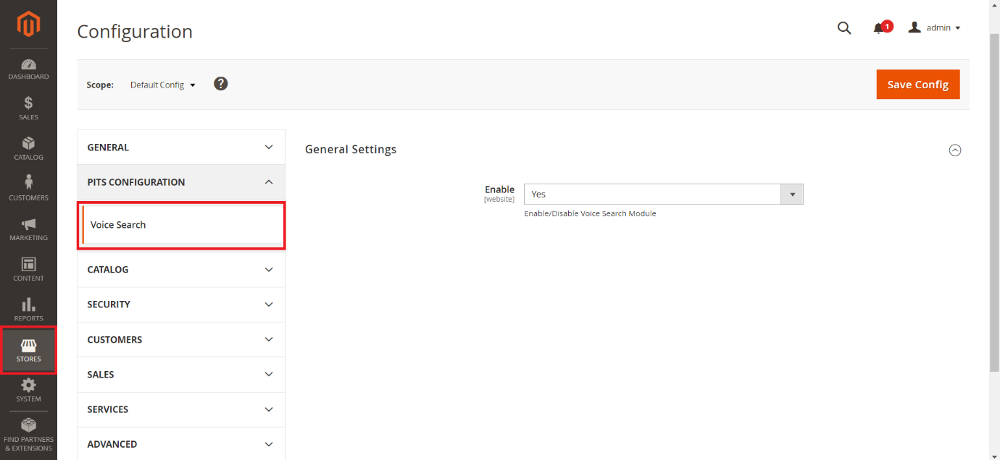 DASHBOARD
SALES
CATALOG
CUSTOMERS
MARKETING
CONTENT
REPORTS
STORES
SYSTEM
FIND PARTNERS
& EXTENSIONS
Configuration
1
admin
Scope:
Default Config
?
Save Config
GENERAL
PITS CONFIGURATION
Voice Search
CATALOG
SECURITY
CUSTOMERS
SALES
SERVICES
ADVANCED
General Settings
Enable
[website]
Yes
Enable/Disable Voice Search Module